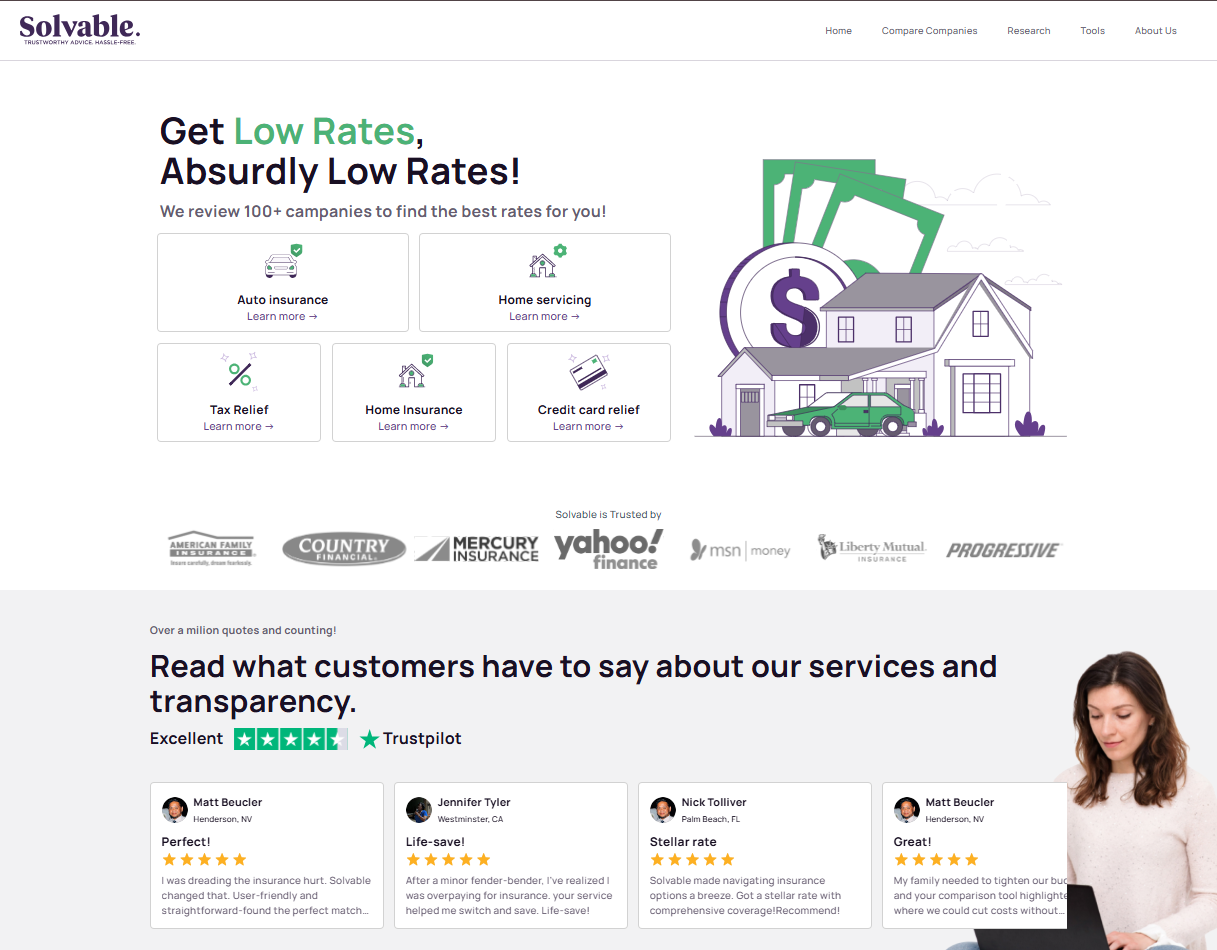 Solvable.
TRUSTWORTHY ADVICE. HASSLE-FREE.
Home
Compare Companies
Research
Tools
About Us
Get Low Rates,
Absurdly Low Rates!
We review 100+ campanies to find the best rates for you!
Auto insurance
Learn more →
Home servicing
Learn more →
Tax Relief
Learn more →
Home Insurance
Learn more →
Credit card relief
Learn more →
$
Solvable is Trusted by
AMERICAN FAMILY
INSURANCE
Insure carefully, dream fearlessly.
COUNTRY
FINANCIAL
MERCURY
INSURANCE
yahoo!
finance
msn money
Liberty Mutual
INSURANCE
PROGRESSIVE
Over a milion quotes and counting!
Read what customers have to say about our services and
transparency.
Excellent
Trustpilot
Matt Beucler
Henderson, NV
Perfect!
I was dreading the insurance hurt. Solvable
changed that. User-friendly and
straightforward-found the perfect match...
Jennifer Tyler
Westminster, CA
Life-save!
After a minor fender-bender, I've realized I
was overpaying for insurance. your service
helped me switch and save. Life-save!
Nick Tolliver
Palm Beach, FL
Stellar rate
Solvable made navigating insurance
options a breeze. Got a stellar rate with
comprehensive coverage!Recommend!
Matt Beucler
Henderson, NV
Great!
My family needed to tighten our
and your comparison tool
where we could cut costs without...